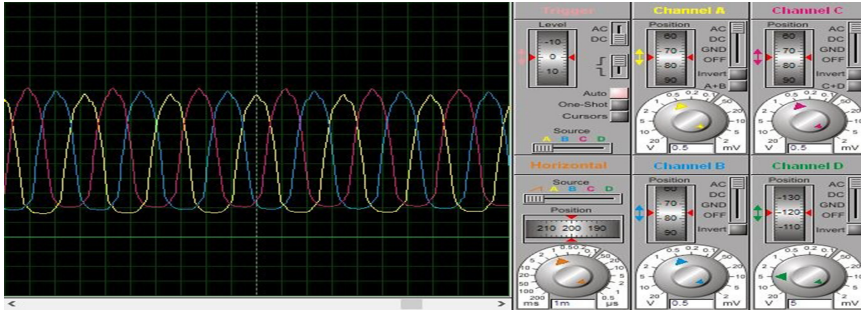 Trigger
Level
-10
0
10
AC
DC
Auto
One-Shot
Cursors
Source
A B C D
Horizontal
Source
A B C D
Position
210 200 190
ms 1m µs
Channel A
Position
60
70
80
90
AC
DC
GND
OFF
Invert
A+B
V 0.5 mV
Channel B
Position
60
70
80
90
AC
DC
GND
OFF
Invert
V 0.5 mV
Channel C
Position
60
70
80
90
AC
DC
GND
OFF
Invert
C+D
V 0.5 mV
Channel D
Position
-130
-120
-110
AC
DC
GND
OFF
Invert
V 5 mV